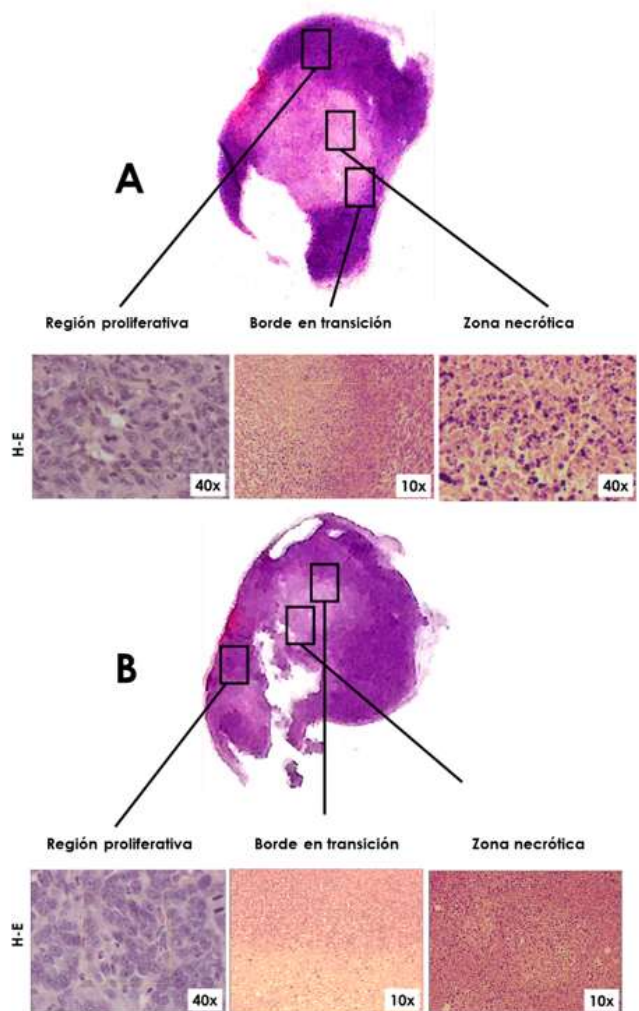 A
Región proliferativa Borde en transición Zona necrótica
H-E
40x 10x 40x
B
Región proliferativa Borde en transición Zona necrótica
H-E
40x 10x 10x